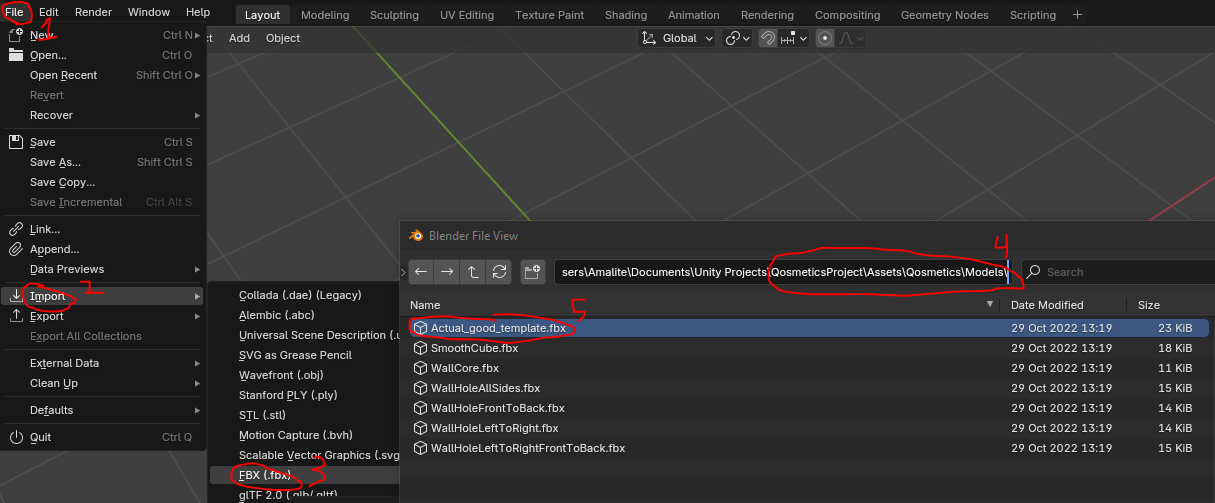 File Edit Render Window Help Layout Modeling Sculpting UV Editing Texture Paint Shading Animation Rendering Compositing Geometry Nodes Scripting +
1
New Ctrl N
Add Object Global
Open... Ctrl O
Open Recent Shift Ctrl O
Revert
Recover
Save Ctrl S
Save As... Shift Ctrl S
Save Copy...
Save Incremental Ctrl Alt S
Link...
Append...
Data Previews
2
Import
Export
Export All Collections
External Data
Clean Up
Defaults
Quit Ctrl Q
Collada (.dae) (Legacy)
Alembic (.abc)
Universal Scene Description (.u
SVG as Grease Pencil
Wavefront (.obj)
Stanford PLY (.ply)
STL (.stl)
Motion Capture (.bvh)
Scalable Vector Graphics (.svg
FBX (.fbx)
3
glTF 2.0 (.glb/.gltf)
Blender File View
4
sers\Amalite\Documents\Unity Projects\QosmeticsProject\Assets\Qosmetics\Models\
Search
Name Date Modified Size
5
Actual_good_template.fbx 29 Oct 2022 13:19 23 KiB
SmoothCube.fbx 29 Oct 2022 13:19 18 KiB
WallCore.fbx 29 Oct 2022 13:19 11 KiB
WallHoleAllSides.fbx 29 Oct 2022 13:19 15 KiB
WallHoleFrontToBack.fbx 29 Oct 2022 13:19 14 KiB
WallHoleLeftToRight.fbx 29 Oct 2022 13:19 14 KiB
WallHoleLeftToRightFrontToBack.fbx 29 Oct 2022 13:19 15 KiB